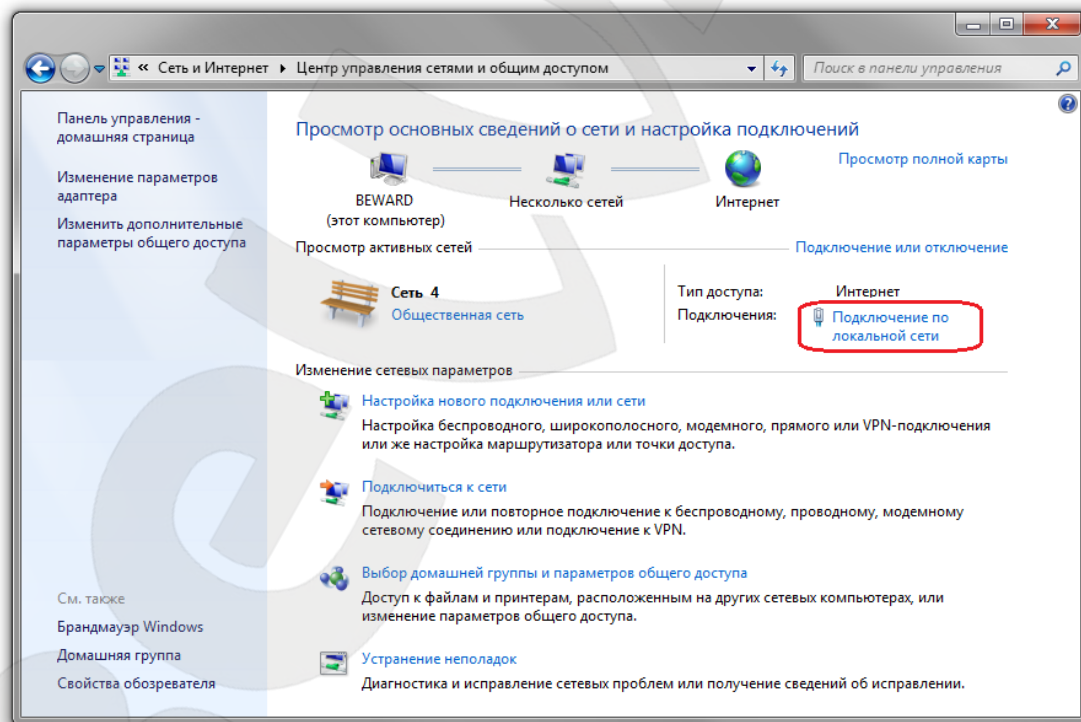 « Сеть и Интернет ▸ Центр управления сетями и общим доступом
Поиск в панели управления
Панель управления -
домашняя страница
Изменение параметров
адаптера
Изменить дополнительные
параметры общего доступа
Просмотр основных сведений о сети и настройка подключений
Просмотр полной карты
BEWARD
(этот компьютер)
Несколько сетей
Интернет
Просмотр активных сетей
Подключение или отключение
Сеть 4
Общественная сеть
Тип доступа: Интернет
Подключения: Подключение по
локальной сети
Изменение сетевых параметров
Настройка нового подключения или сети
Настройка беспроводного, широкополосного, модемного, прямого или VPN-подключения
или же настройка маршрутизатора или точки доступа.
Подключиться к сети
Подключение или повторное подключение к беспроводному, проводному, модемному
сетевому соединению или подключение к VPN.
Выбор домашней группы и параметров общего доступа
Доступ к файлам и принтерам, расположенным на других сетевых компьютерах, или
изменение параметров общего доступа.
Устранение неполадок
Диагностика и исправление сетевых проблем или получение сведений об исправлении.
См. также
Брандмауэр Windows
Домашняя группа
Свойства обозревателя